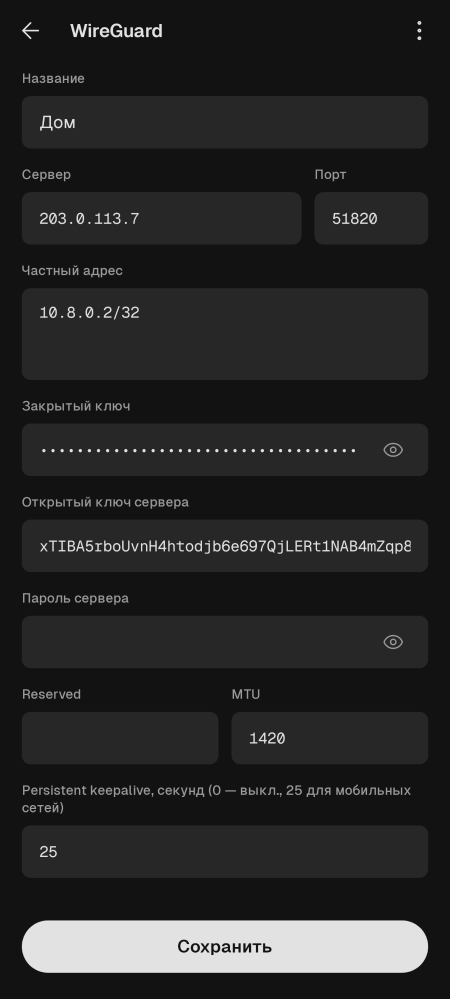 WireGuard
Название
Дом
Сервер
Порт
203.0.113.7
51820
Частный адрес
10.8.0.2/32
Закрытый ключ
••••••••••••••••••••••••••••••••••••
Открытый ключ сервера
xTIBA5rboUvnH4htodjb6e697QjLERt1NAB4mZqp8
Пароль сервера
Reserved
MTU
1420
Persistent keepalive, секунд (0 — выкл., 25 для мобильных
сетей)
25
Сохранить